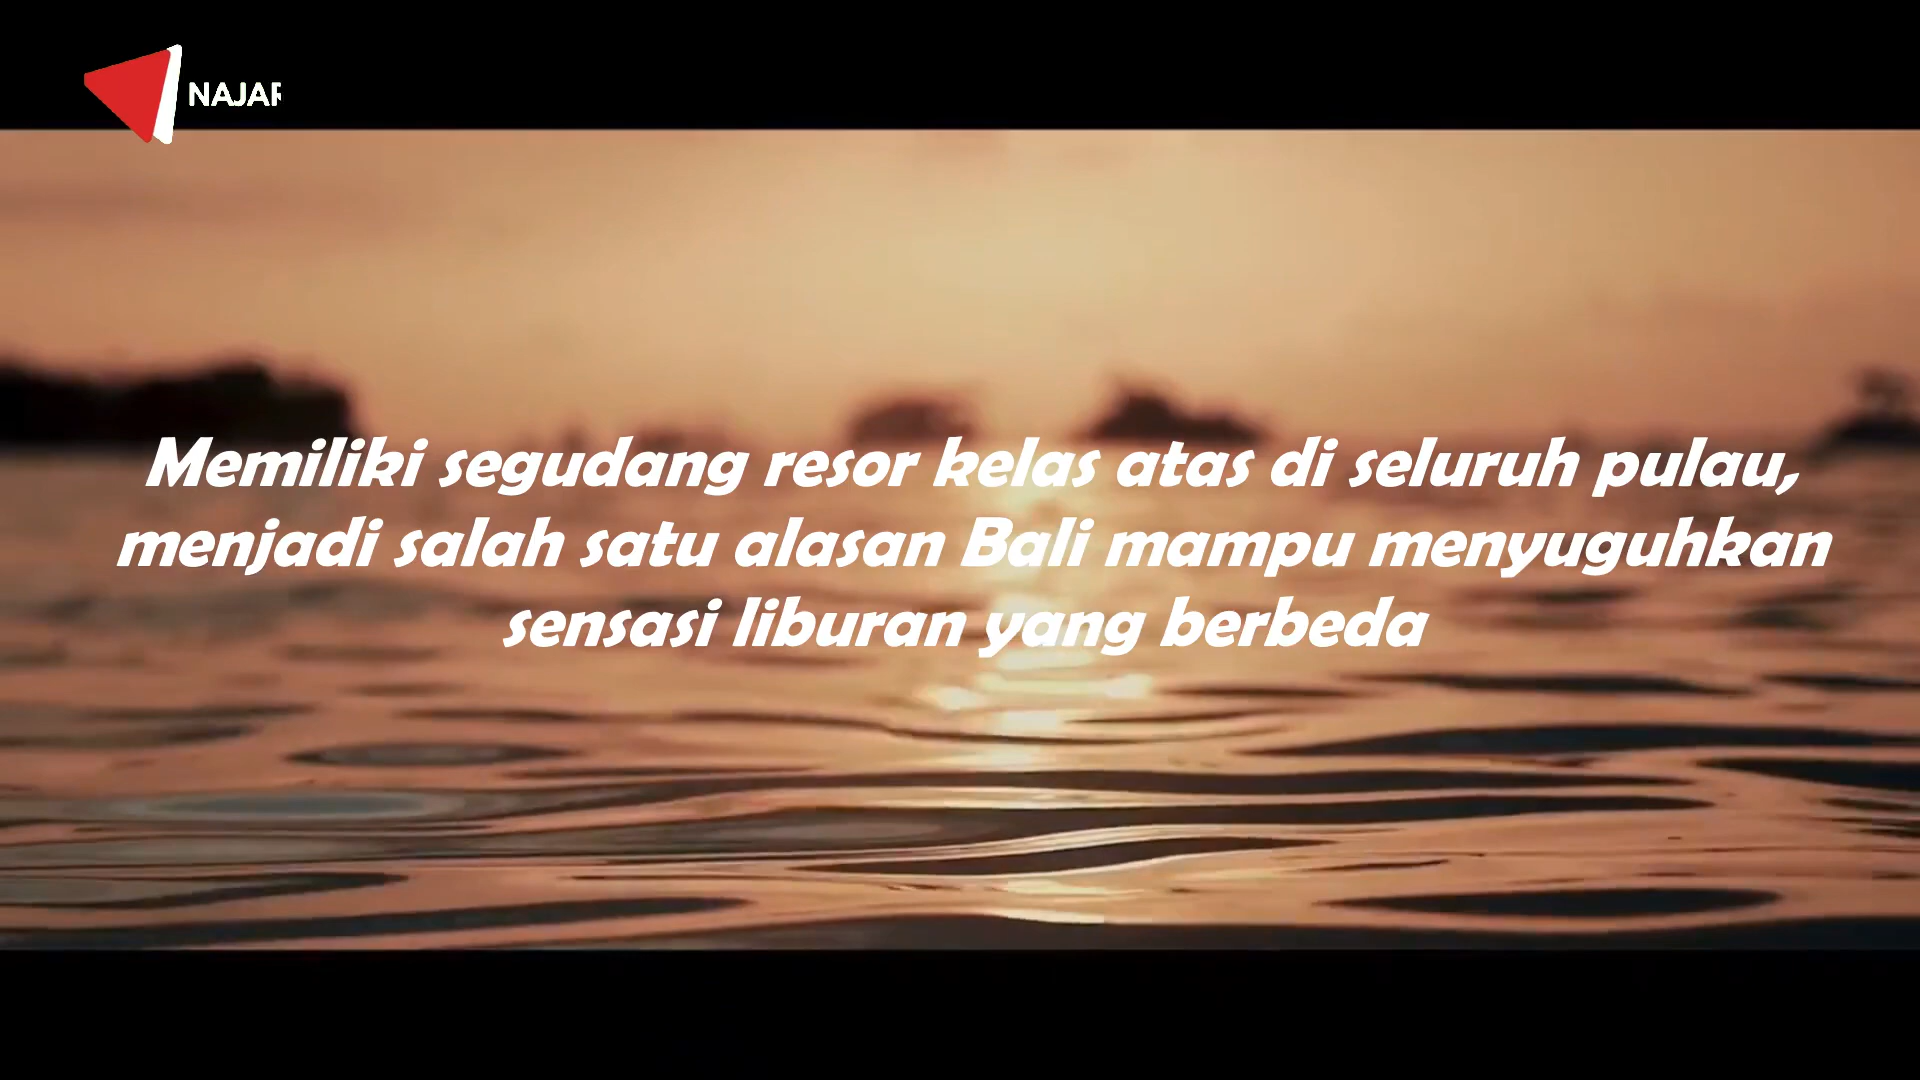 NAJAR
Memiliki segudang resor kelas atas di seluruh pulau,
menjadi salah satu alasan Bali mampu menyuguhkan
sensasi liburan yang berbeda